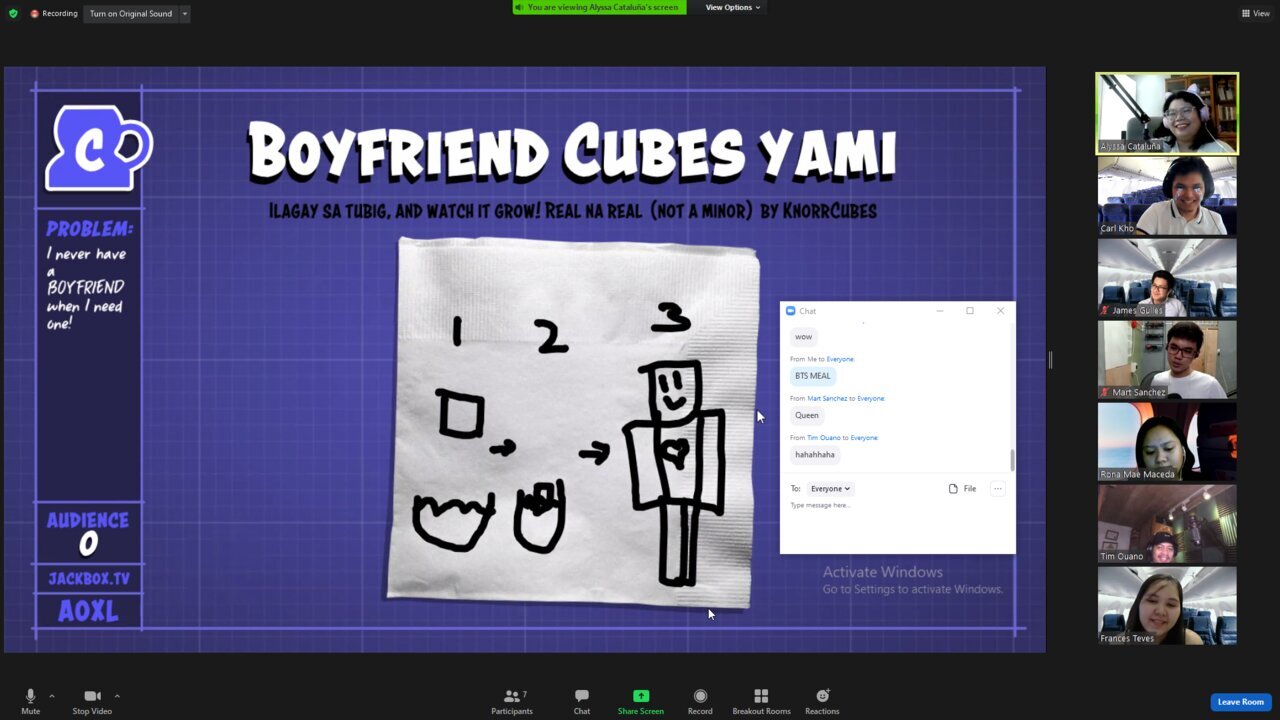 Recording
Turn on Original Sound
You are viewing Alyssa Cataluña's screen
View Options
View
C
BOYFRIEND CUBES YAMI
ILAGAY SA TUBIG, AND WATCH IT GROW! REAL NA REAL (NOT A MINOR) BY KNORRCUBES
PROBLEM:
I never have
a
BOYFRIEND
when I need
one!
AUDIENCE
0
JACKBOX.TV
AOXL
1 2 3
Chat
wow
From Me to Everyone:
BTS MEAL
From Mart Sanchez to Everyone:
Queen
From Tim Ouano to Everyone:
hahahhaha
To: Everyone
File
Type message here...
Activate Windows
Go to Settings to activate Windows.
Alyssa Cataluña
Carl Kho
James Gulles
Mart Sanchez
Rona Mae Maceda
Tim Ouano
Frances Teves
Mute
Stop Video
Participants
7
Chat
Share Screen
Record
Breakout Rooms
Reactions
Leave Room